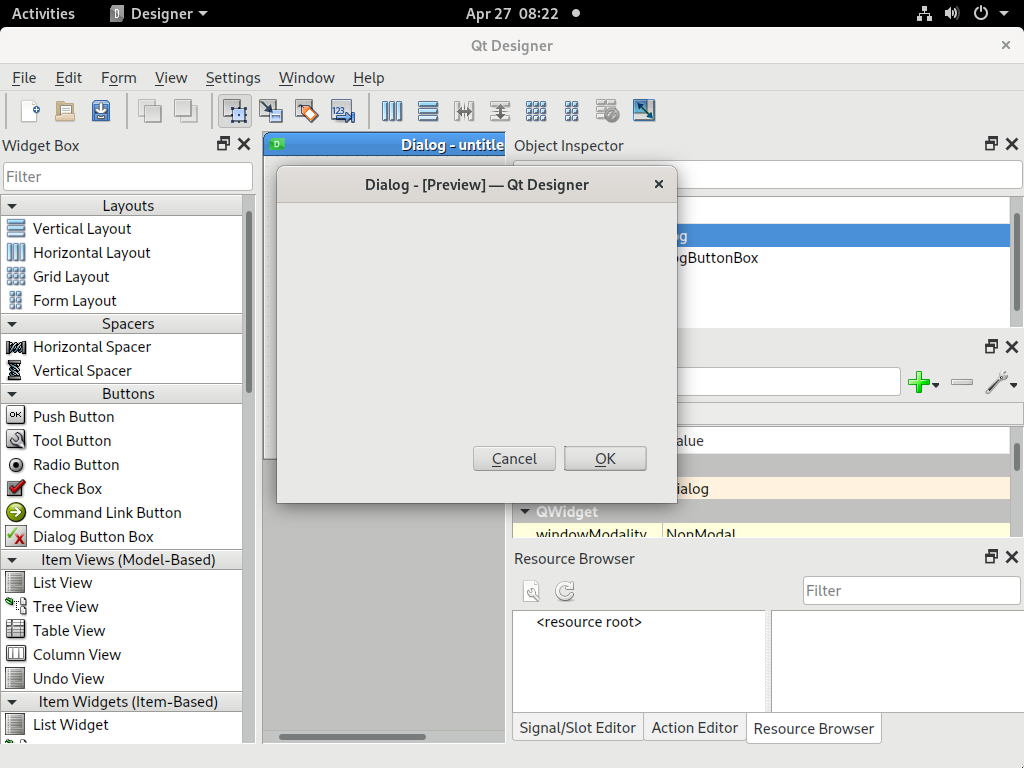 Activities
Designer
Apr 27 08:22
Qt Designer
File Edit Form View Settings Window Help
123
Widget Box
Filter
Layouts
Vertical Layout
Horizontal Layout
Grid Layout
Form Layout
Spacers
Horizontal Spacer
Vertical Spacer
Buttons
OK Push Button
Tool Button
Radio Button
Check Box
Command Link Button
Dialog Button Box
Item Views (Model-Based)
List View
Tree View
Table View
Column View
Undo View
Item Widgets (Item-Based)
List Widget
Dialog - untitle
Dialog - [Preview] — Qt Designer
Cancel
OK
Object Inspector
og
ogButtonBox
alue
ialog
QWidget
windowModality NonModal
Resource Browser
Filter
<resource root>
Signal/Slot Editor
Action Editor
Resource Browser